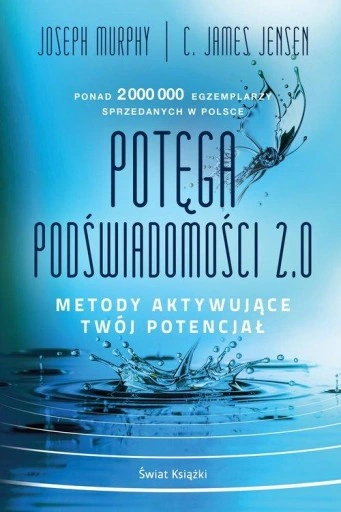 JOSEPH MURPHY | C. JAMES JENSEN
PONAD 2 000 000 EGZEMPLARZY
SPRZEDANYCH W POLSCE
POTĘGA
PODŚWIADOMOŚCI 2.0
METODY AKTYWUJĄCE
TWÓJ POTENCJAŁ
Świat Książki